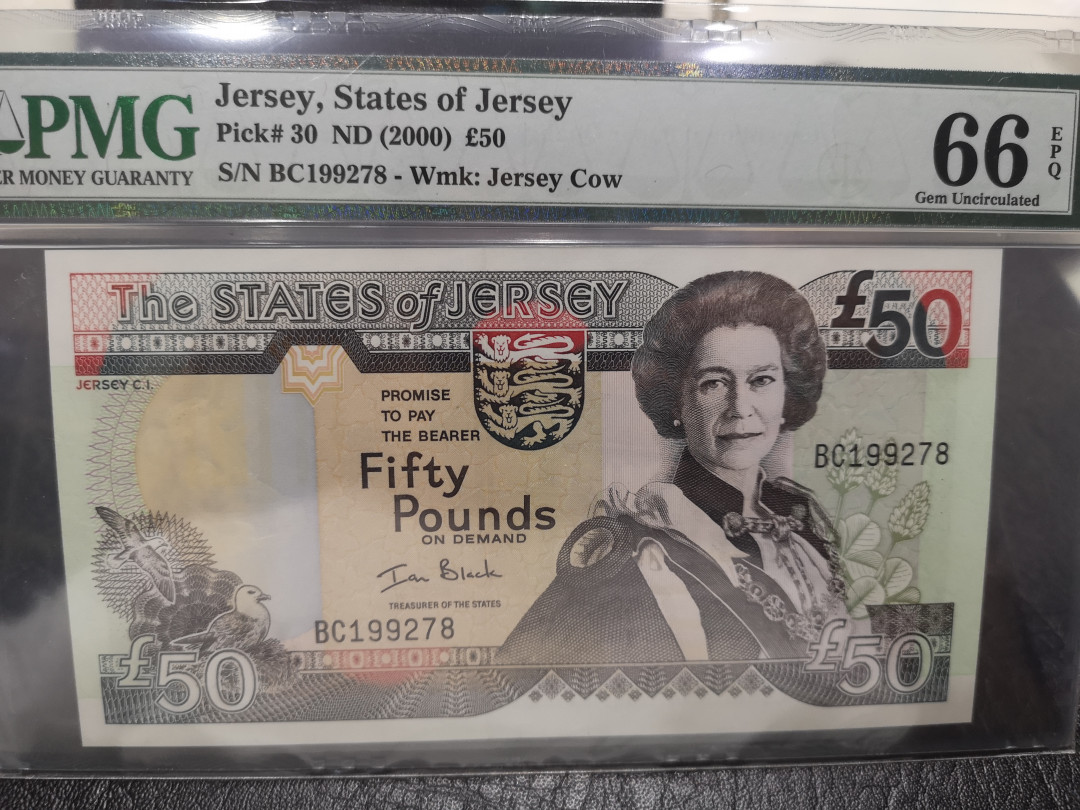 PMG
ER MONEY GUARANTY
Jersey, States of Jersey
Pick# 30 ND (2000) £50
S/N BC199278 - Wmk: Jersey Cow
66
EPQ
Gem Uncirculated
The STATES of JERSEY
£50
JERSEY C.I.
PROMISE
TO PAY
THE BEARER
BC199278
Fifty
Pounds
ON DEMAND
Ian Black
TREASURER OF THE STATES
BC199278
£50
£50